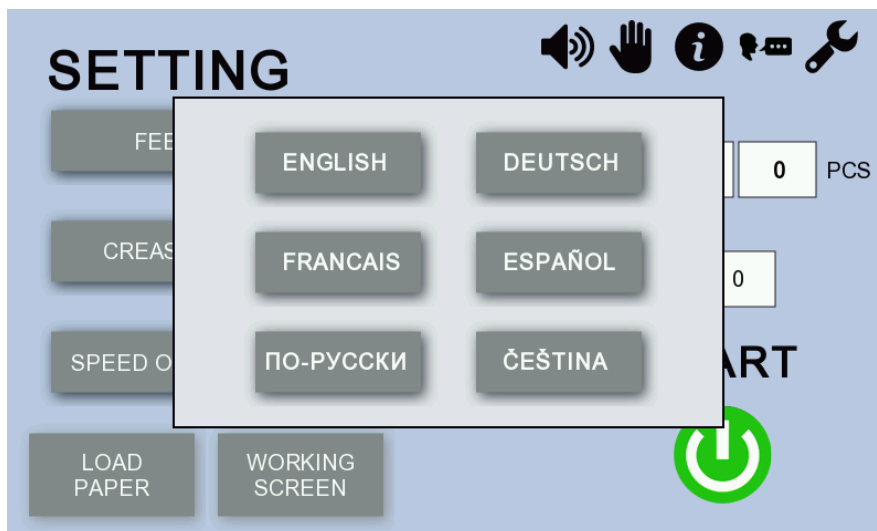 SETTING
FEE
ENGLISH
DEUTSCH
0
PCS
CREAS
FRANCAIS
ESPAÑOL
0
SPEED O
ПО-РУССКИ
ČEŠTINA
ART
LOAD
PAPER
WORKING
SCREEN